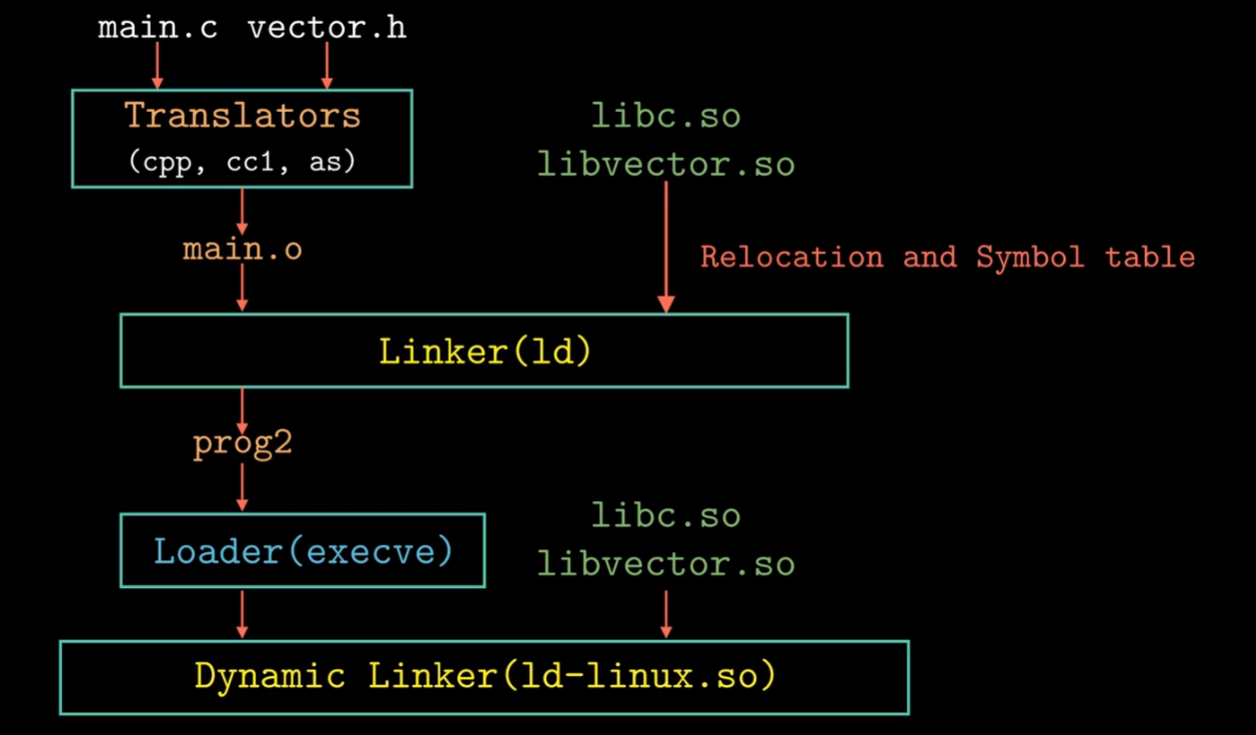 main.c vector.h
Translators
(cpp, cc1, as)
libc.so
libvector.so
main.o
Relocation and Symbol table
Linker(ld)
prog2
Loader(execve)
libc.so
libvector.so
Dynamic Linker(ld-linux.so)